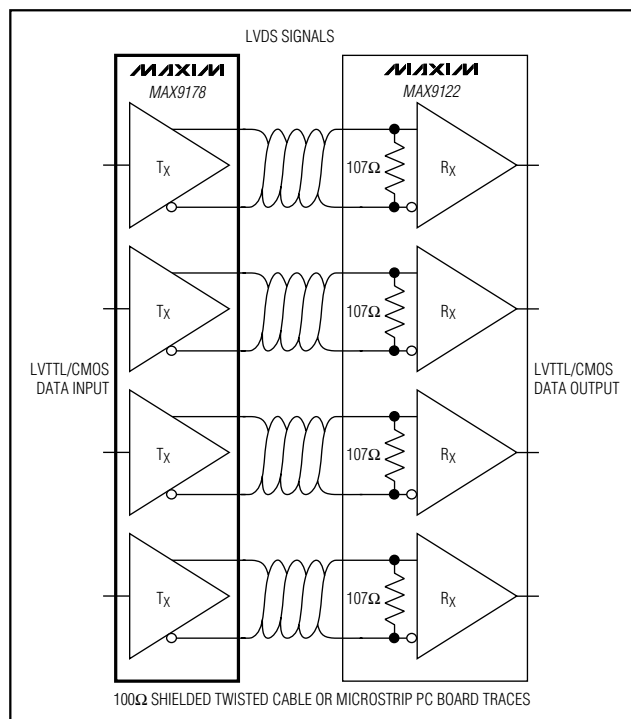 LVDS SIGNALS
MAXIM
MAX9178
MAXIM
MAX9122
Tx
107Ω
Rx
Tx
107Ω
Rx
LVTTL/CMOS
DATA INPUT
LVTTL/CMOS
DATA OUTPUT
Tx
107Ω
Rx
Tx
107Ω
Rx
100Ω SHIELDED TWISTED CABLE OR MICROSTRIP PC BOARD TRACES